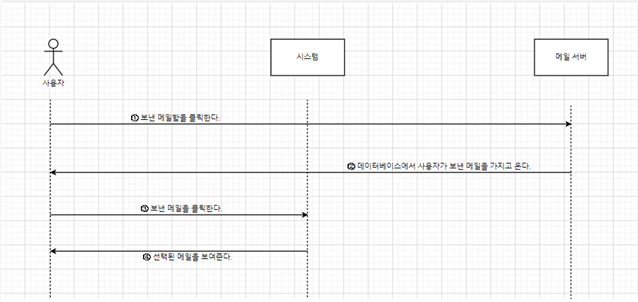 시스템
메일 서버
사용자
① 보낸 메일함을 클릭한다.
② 데이터베이스에서 사용자가 보낸 메일을 가지고 온다.
③ 보낸 메일을 클릭한다.
④ 선택된 메일을 보여준다.